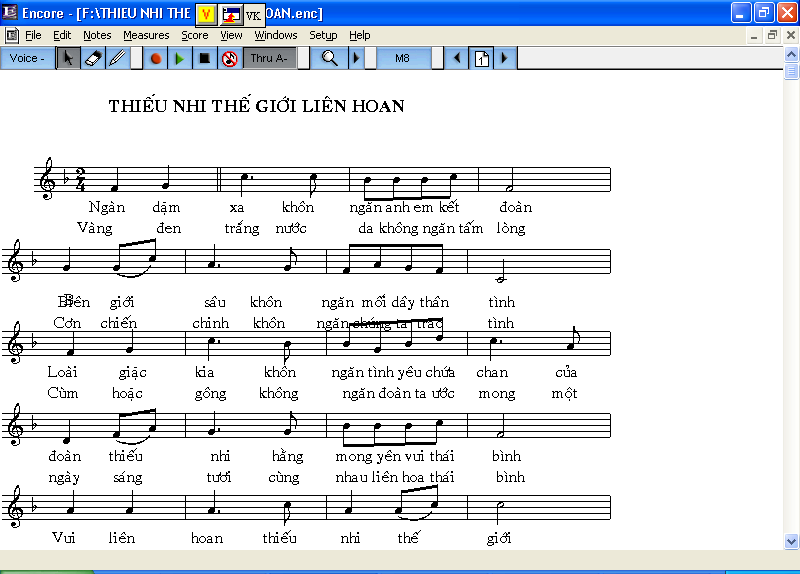 Encore - [F:\THIEU NHI THE V VK OAN.enc]
File Edit Notes Measures Score View Windows Setup Help
Voice - Thru A- M8 1
THIẾU NHI THẾ GIỚI LIÊN HOAN
2
4
Ngàn dặm xa khôn ngăn anh em kết đoàn
Vàng đen trắng nước da không ngăn tấm lòng
Biên giới sâu khôn ngăn mối dây thân tình
Cơn chiến chinh khôn ngăn chúng ta trao tình
Loài giặc kia khôn ngăn tình yêu chứa chan của
Cùm hoặc gông không ngăn đoàn ta ước mong một
đoàn thiếu nhi hằng mong yên vui thái bình
ngày sáng tươi cùng nhau liên hoa thái bình
Vui liên hoan thiếu nhi thế giới